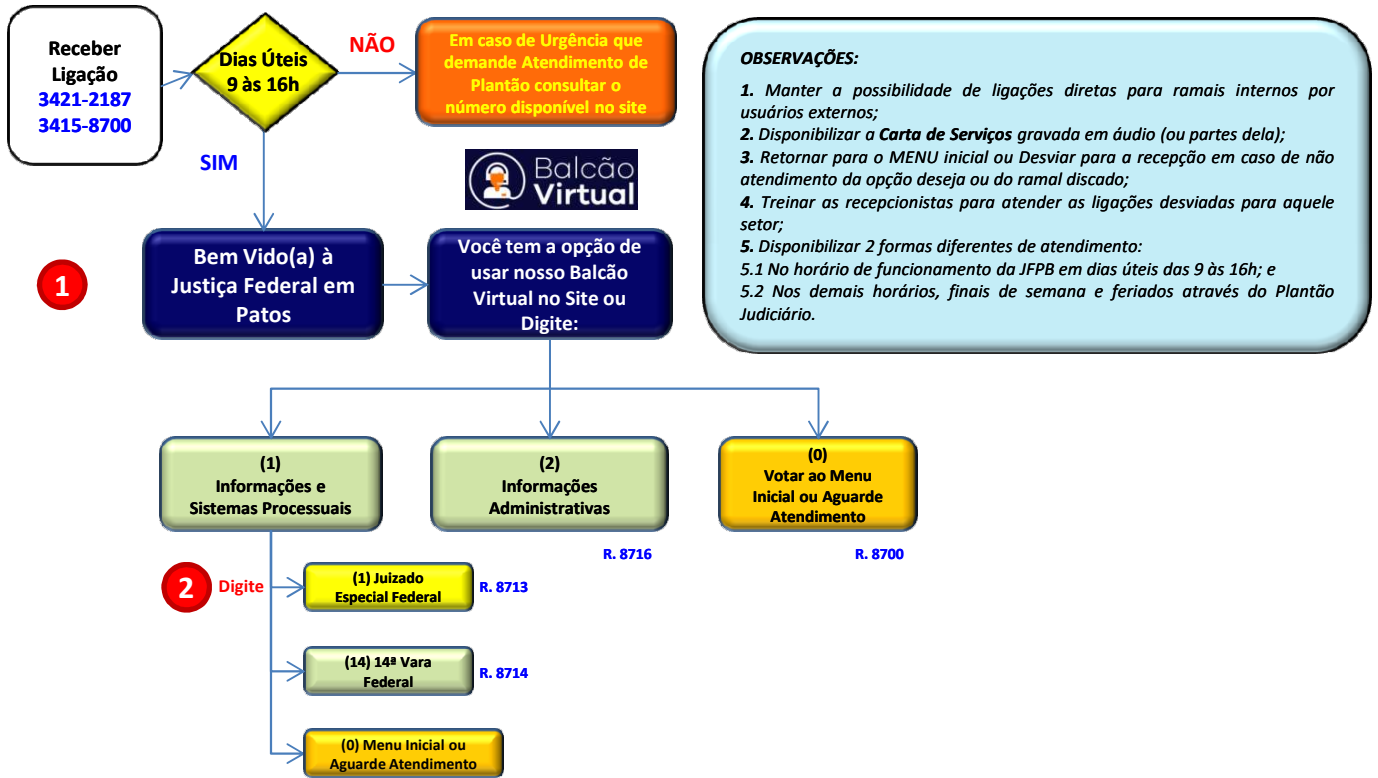 Receber
Ligação
3421-2187
3415-8700
Dias Úteis
9 às 16h
NÃO
Em caso de Urgência que
demande Atendimento de
Plantão consultar o
número disponível no site
SIM
Balcão
Virtual
OBSERVAÇÕES:
1. Manter a possibilidade de ligações diretas para ramais internos por
usuários externos;
2. Disponibilizar a Carta de Serviços gravada em áudio (ou partes dela);
3. Retornar para o MENU inicial ou Desviar para a recepção em caso de não
atendimento da opção deseja ou do ramal discado;
4. Treinar as recepcionistas para atender as ligações desviadas para aquele
setor;
5. Disponibilizar 2 formas diferentes de atendimento:
5.1 No horário de funcionamento da JFPB em dias úteis das 9 às 16h; e
5.2 Nos demais horários, finais de semana e feriados através do Plantão
Judiciário.
1
Bem Vido(a) à
Justiça Federal em
Patos
Você tem a opção de
usar nosso Balcão
Virtual no Site ou
Digite:
(1)
Informações e
Sistemas Processuais
(2)
Informações
Administrativas
(0)
Votar ao Menu
Inicial ou Aguarde
Atendimento
R. 8716
R. 8700
2
Digite
(1) Juizado
Especial Federal
R. 8713
(14) 14ª Vara
Federal
R. 8714
(0) Menu Inicial ou
Aguarde Atendimento